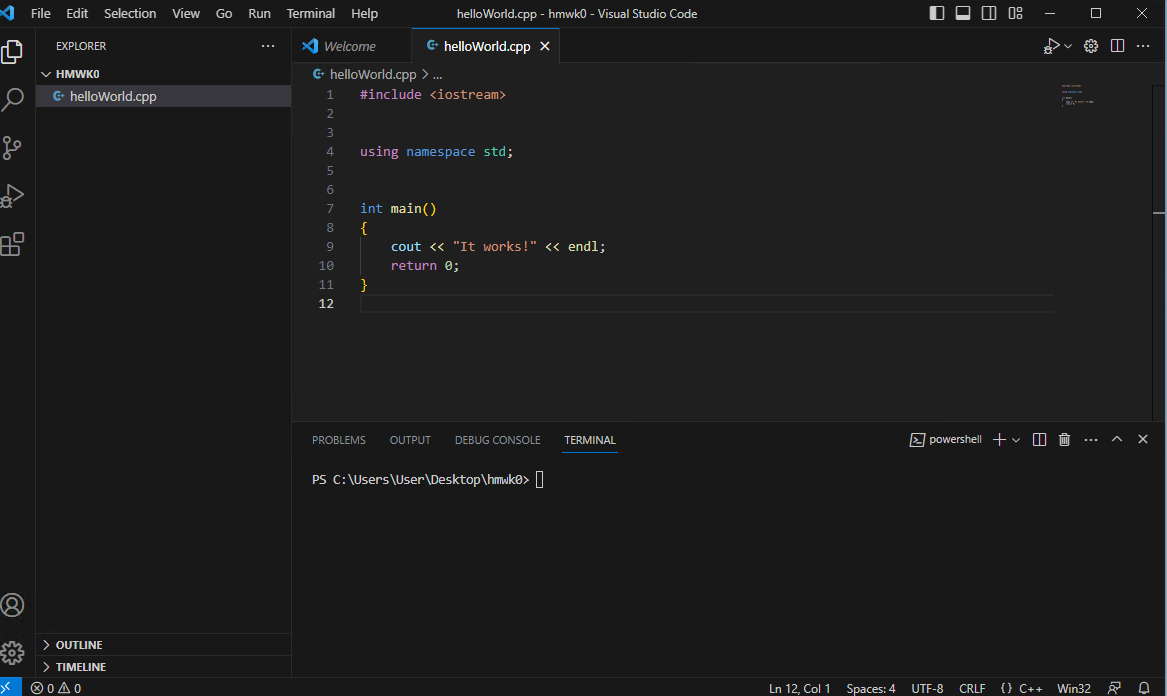 File Edit Selection View Go Run Terminal Help helloWorld.cpp - hmwk0 - Visual Studio Code
EXPLORER ...
HMWK0
helloWorld.cpp
OUTLINE
TIMELINE
Welcome helloWorld.cpp
helloWorld.cpp > ...
1 #include <iostream>
2
3
4 using namespace std;
5
6
7 int main()
8 {
9 cout << "It works!" << endl;
10 return 0;
11 }
12
PROBLEMS OUTPUT DEBUG CONSOLE TERMINAL powershell
PS C:\Users\User\Desktop\hmwk0>
0 0 Ln 12, Col 1 Spaces: 4 UTF-8 CRLF {} C++ Win32